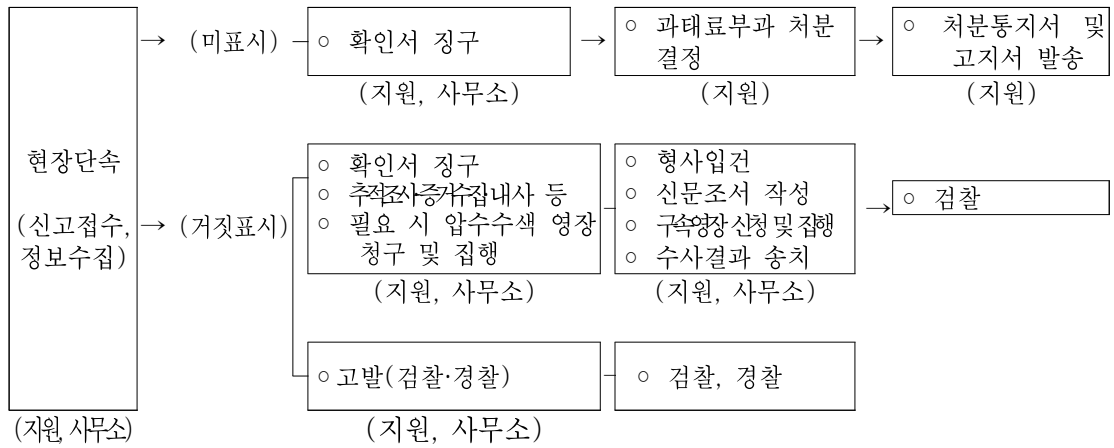 현장단속
(신고접수,
정보수집)
(지원, 사무소)
→ (미표시)
○ 확인서 징구
(지원, 사무소)
→
○ 과태료부과 처분
결정
(지원)
→
○ 처분통지서 및
고지서 발송
(지원)
→ (거짓표시)
○ 확인서 징구
○ 추적조사·증거수집내사 등
○ 필요 시 압수수색 영장
청구 및 집행
(지원, 사무소)
○ 형사입건
○ 신문조서 작성
○ 구속영장 신청 및 집행
○ 수사결과 송치
(지원, 사무소)
→
○ 검찰
○ 고발(검찰·경찰)
(지원, 사무소)
○ 검찰, 경찰